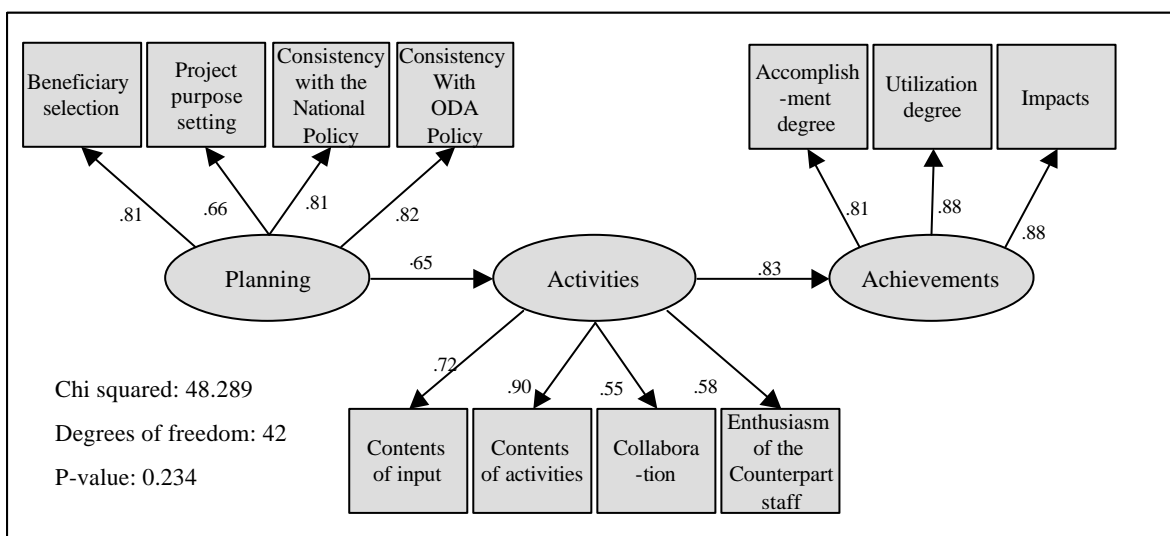 Beneficiary
selection
Project
purpose
setting
Consistency
with the
National
Policy
Consistency
With
ODA
Policy
Accomplish
-ment
degree
Utilization
degree
Impacts
.81
.66
.81
.82
.81
.88
.88
Planning
.65
Activities
.83
Achievements
.72
.90
.55
.58
Chi squared: 48.289
Degrees of freedom: 42
P-value: 0.234
Contents
of input
Contents
of activities
Collabora
-tion
Enthusiasm
of the
Counterpart
staff